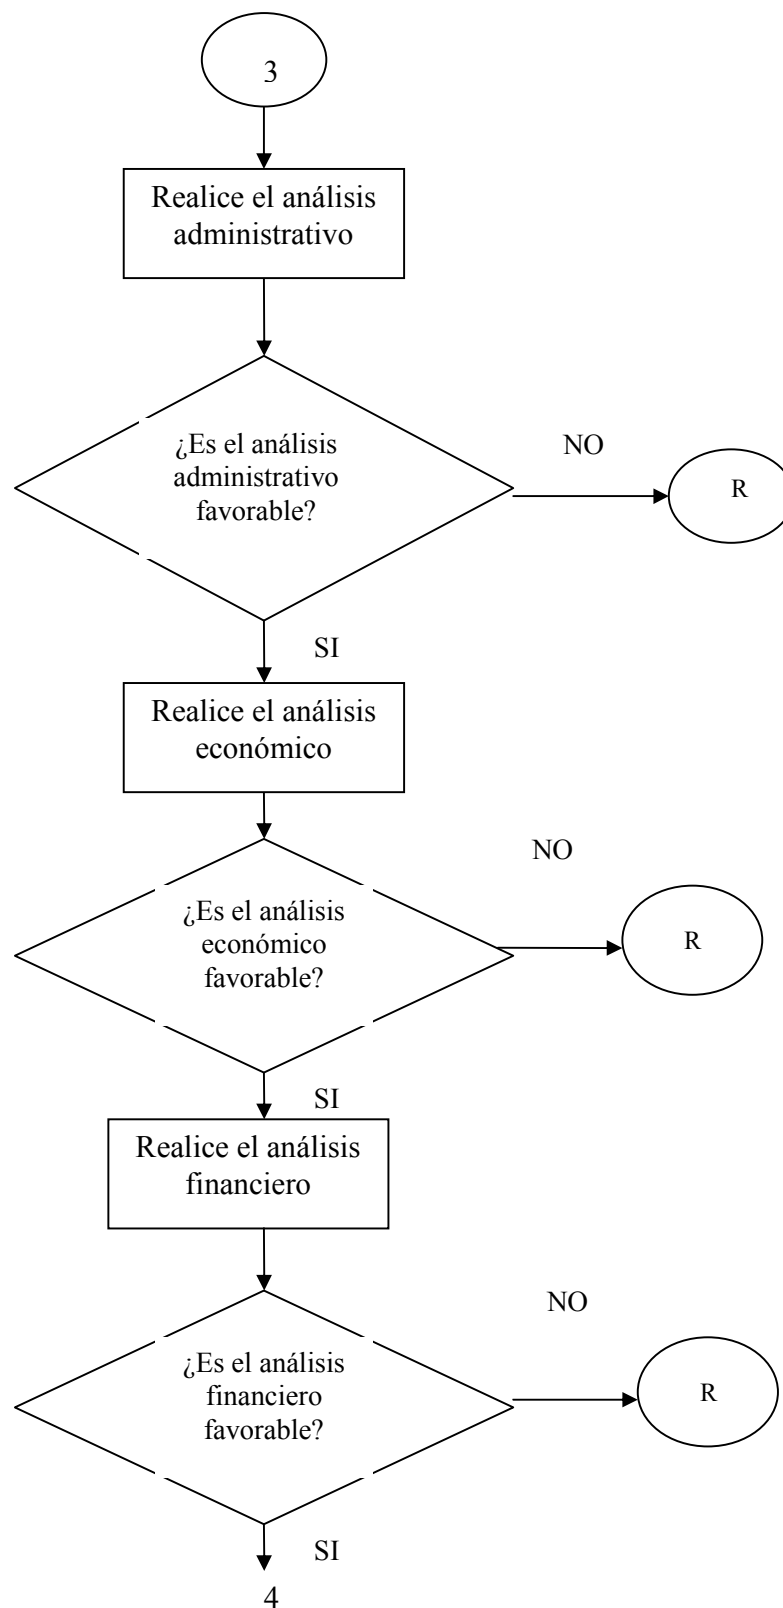 3
Realice el análisis
administrativo
¿Es el análisis
administrativo
favorable?
NO
R
SI
Realice el análisis
económico
¿Es el análisis
económico
favorable?
NO
R
SI
Realice el análisis
financiero
¿Es el análisis
financiero
favorable?
NO
R
SI
4